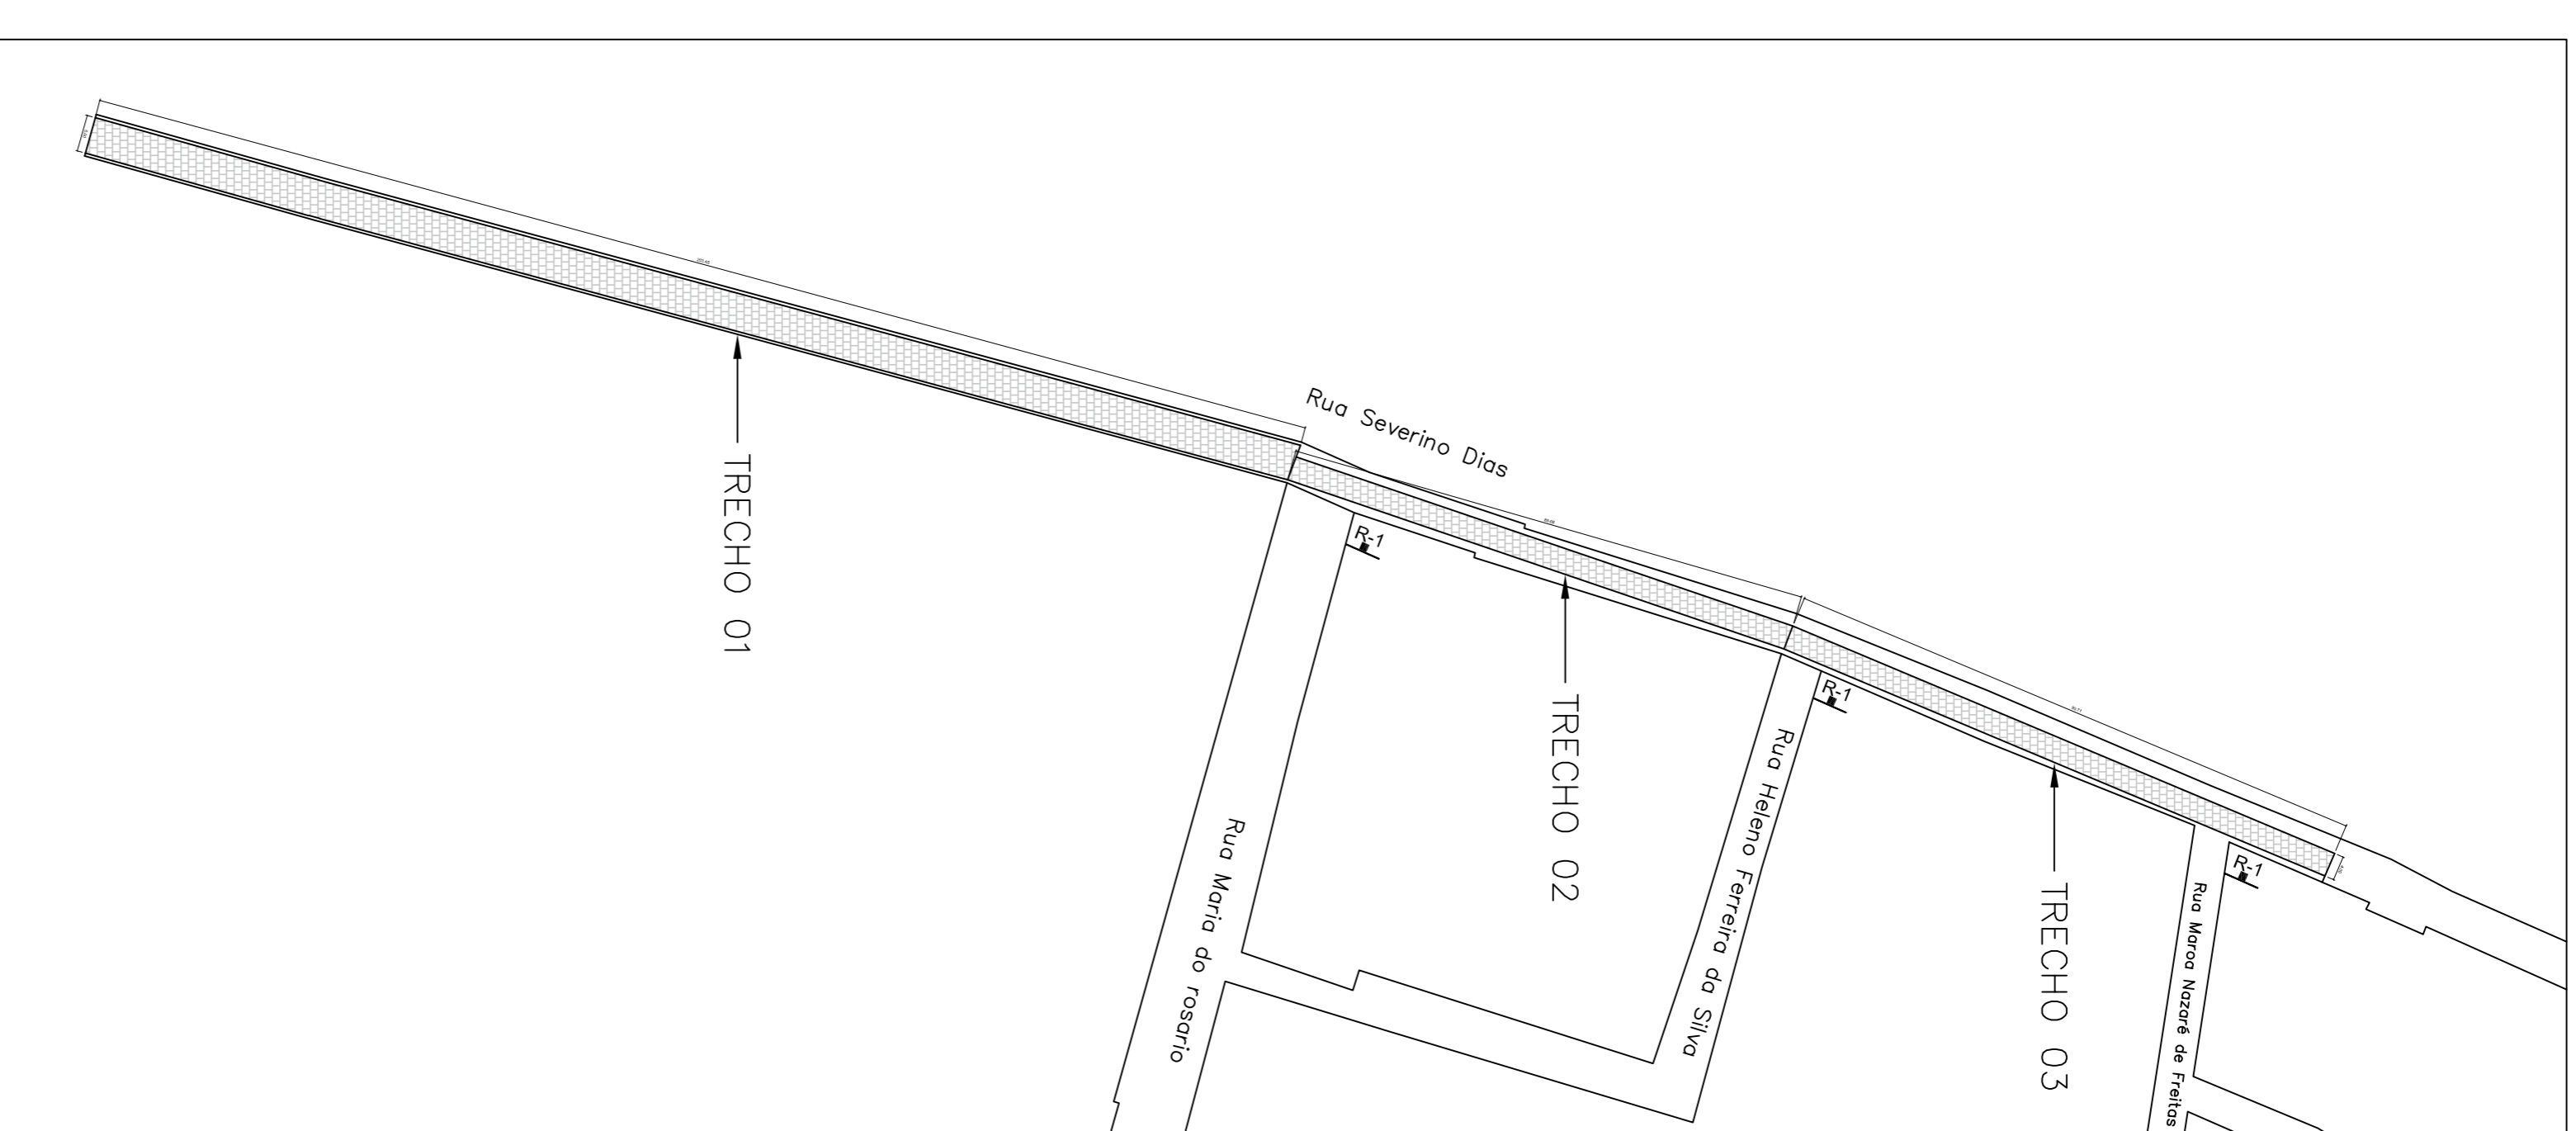 Rua Severino Dias
R-1
R-1
R-1
TRECHO 01
TRECHO 02
TRECHO 03
Rua Maria do rosario
Rua Heleno Ferreira da Silva
Rua Maroa Nazaré de Freitas